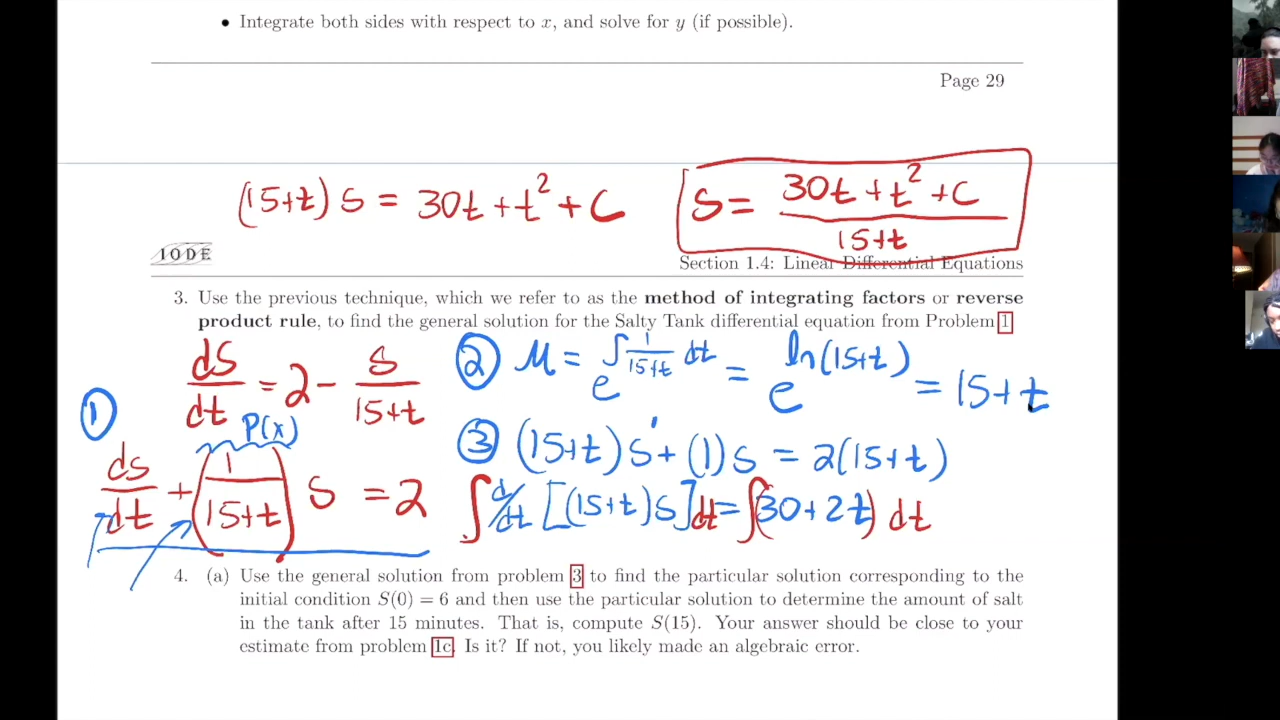 • Integrate both sides with respect to x, and solve for y (if possible).
Page 29
(15+t) S = 30t + t² + C
S = (30t + t² + C)/(15+t)
IODE
Section 1.4: Linear Differential Equations
3. Use the previous technique, which we refer to as the method of integrating factors or reverse
product rule, to find the general solution for the Salty Tank differential equation from Problem 1
dS/dt = 2 - S/(15+t)
① P(x)
ds/dt + (1/(15+t)) S = 2
② μ = e^(∫ 1/(15+t) dt) = e^(ln(15+t)) = 15+t
③ (15+t)S' + (1)S = 2(15+t)
∫ d/dt [(15+t)S] dt = ∫(30+2t) dt
4. (a) Use the general solution from problem 3 to find the particular solution corresponding to the
initial condition S(0) = 6 and then use the particular solution to determine the amount of salt
in the tank after 15 minutes. That is, compute S(15). Your answer should be close to your
estimate from problem 1c. Is it? If not, you likely made an algebraic error.